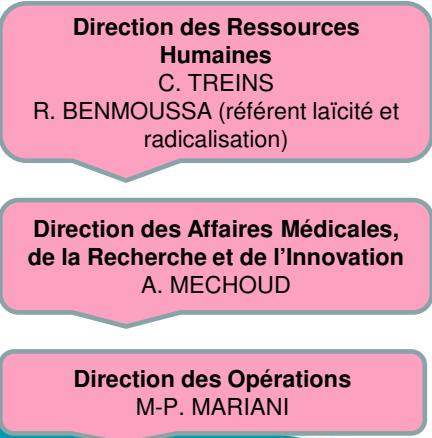 Direction des Ressources
Humaines
C. TREINS
R. BENMOUSSA (référent laïcité et
radicalisation)
Direction des Affaires Médicales,
de la Recherche et de l'Innovation
A. MECHOUD
Direction des Opérations
M-P. MARIANI